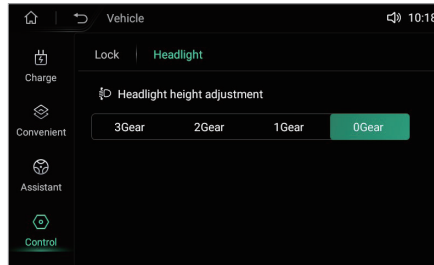 Vehicle
10:18
Lock
Headlight
Charge
Headlight height adjustment
3Gear
2Gear
1Gear
0Gear
Convenient
Assistant
Control